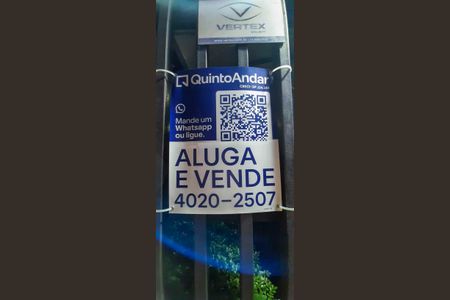 VERTEX
QuintoAndar
Mande um
Whatsapp
ou ligue.
ALUGA
E VENDE
4020-2507